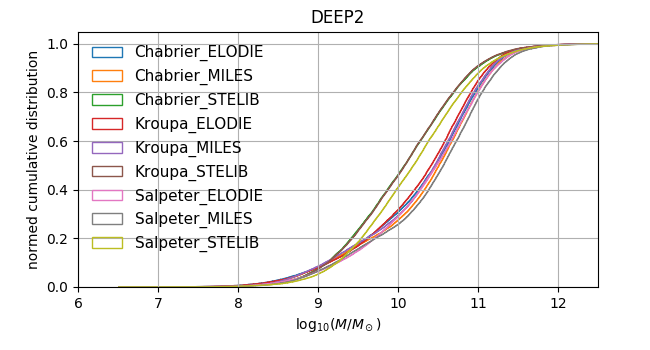 DEEP2
normed cumulative distribution
1.0
0.8
0.6
0.4
0.2
0.0
Chabrier_ELODIE
Chabrier_MILES
Chabrier_STELIB
Kroupa_ELODIE
Kroupa_MILES
Kroupa_STELIB
Salpeter_ELODIE
Salpeter_MILES
Salpeter_STELIB
6 7 8 9 10 11 12
log₁₀(M/M⊙)